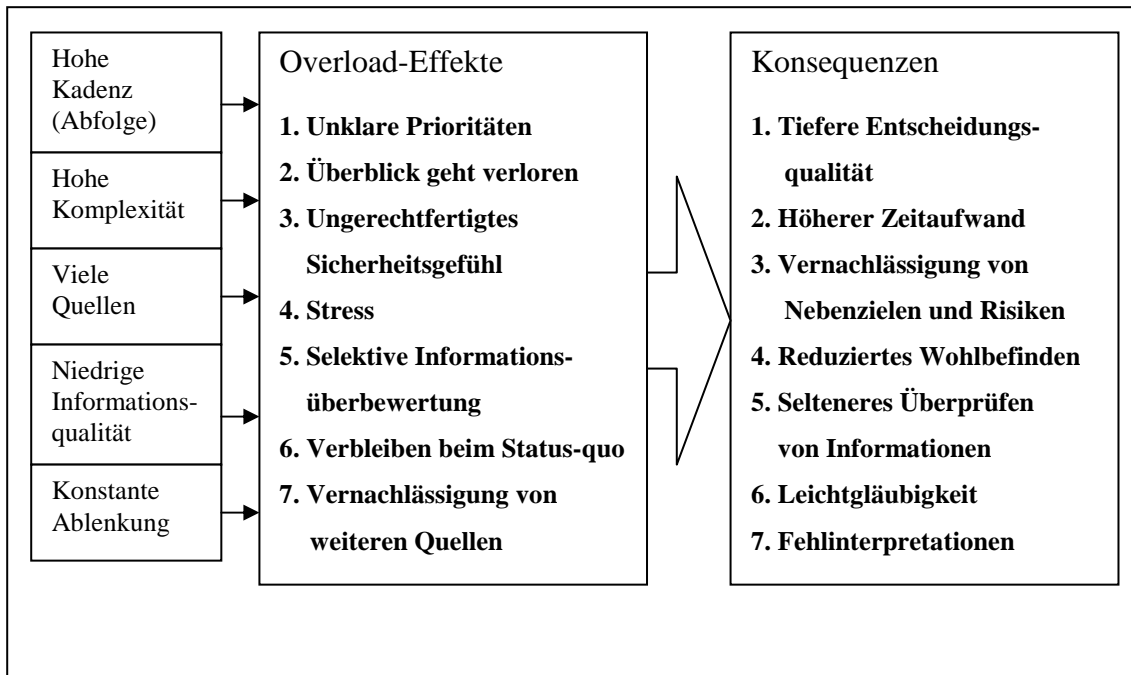 Hohe
Kadenz
(Abfolge)
Hohe
Komplexität
Viele
Quellen
Niedrige
Informations-
qualität
Konstante
Ablenkung
Overload-Effekte
1. Unklare Prioritäten
2. Überblick geht verloren
3. Ungerechtfertigtes
Sicherheitsgefühl
4. Stress
5. Selektive Informations-
überbewertung
6. Verbleiben beim Status-quo
7. Vernachlässigung von
weiteren Quellen
Konsequenzen
1. Tiefere Entscheidungs-
qualität
2. Höherer Zeitaufwand
3. Vernachlässigung von
Nebenzielen und Risiken
4. Reduziertes Wohlbefinden
5. Selteneres Überprüfen
von Informationen
6. Leichtgläubigkeit
7. Fehlinterpretationen